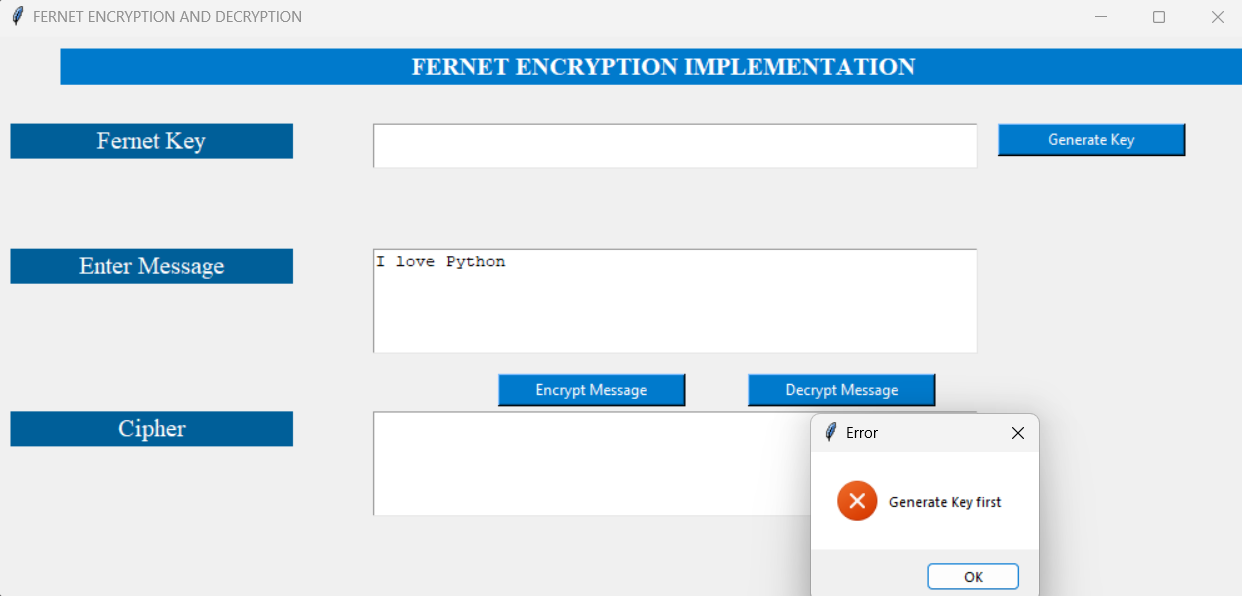 FERNET ENCRYPTION AND DECRYPTION
FERNET ENCRYPTION IMPLEMENTATION
Fernet Key
Generate Key
Enter Message
I love Python
Encrypt Message
Decrypt Message
Cipher
Error
Generate Key first
OK